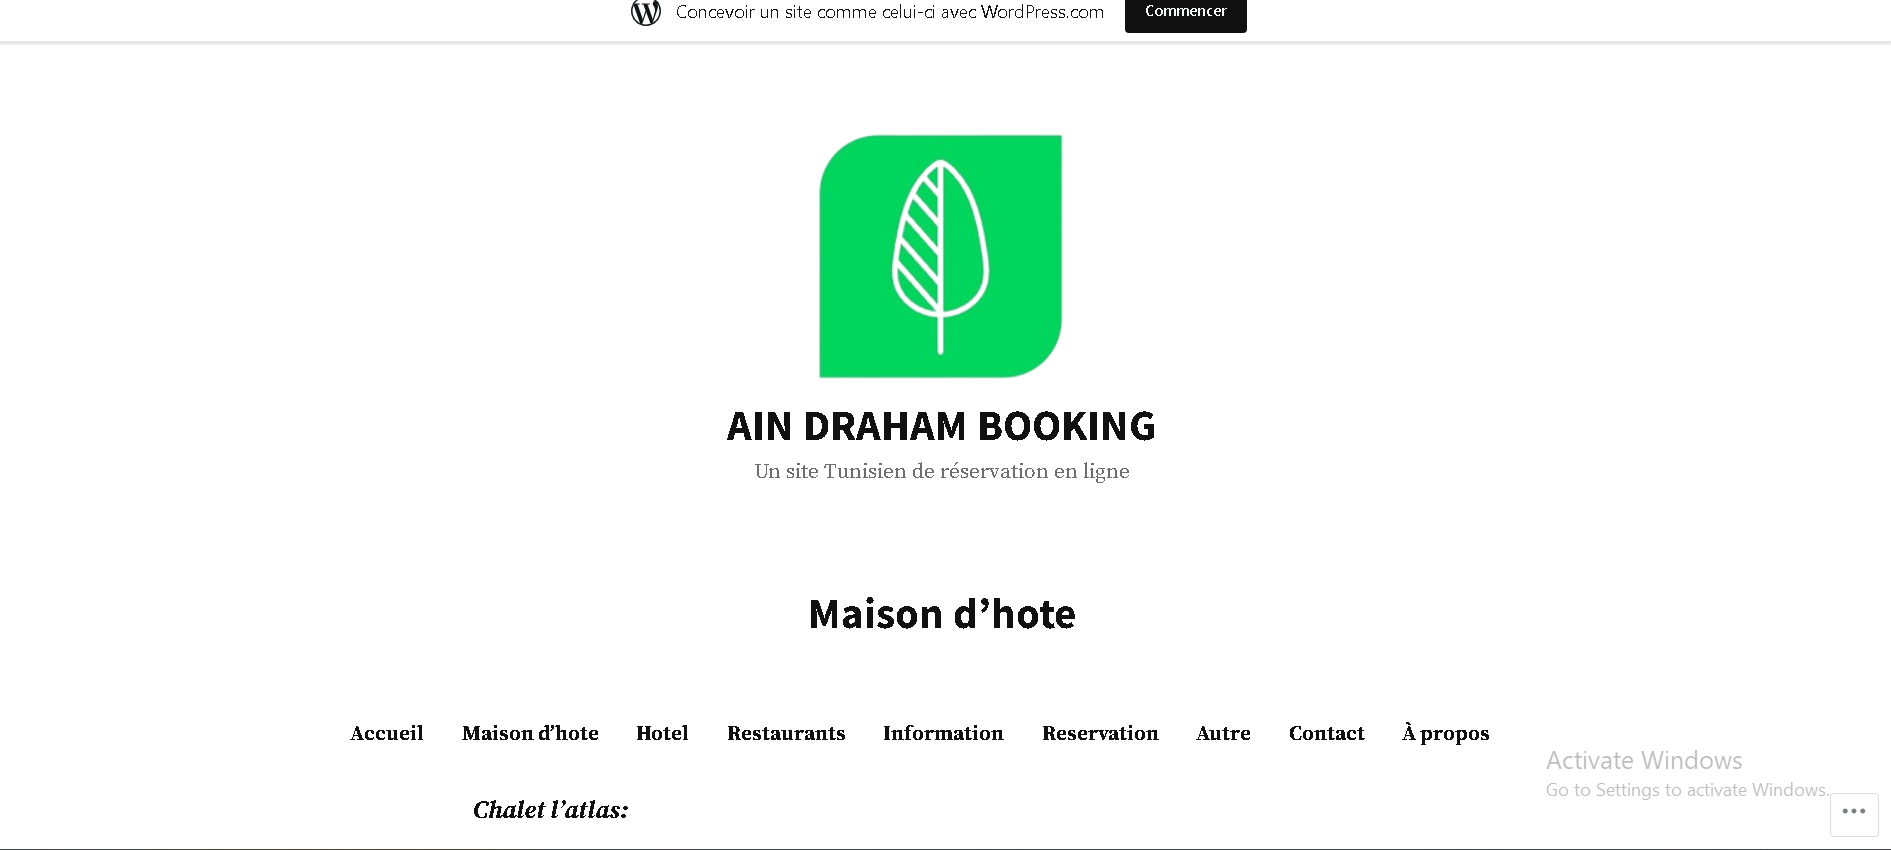 Concevoir un site comme celui-ci avec WordPress.com Commencer
AIN DRAHAM BOOKING
Un site Tunisien de réservation en ligne
Maison d’hote
Accueil Maison d’hote Hotel Restaurants Information Reservation Autre Contact À propos
Chalet l’atlas:
Activate Windows
Go to Settings to activate Windows.